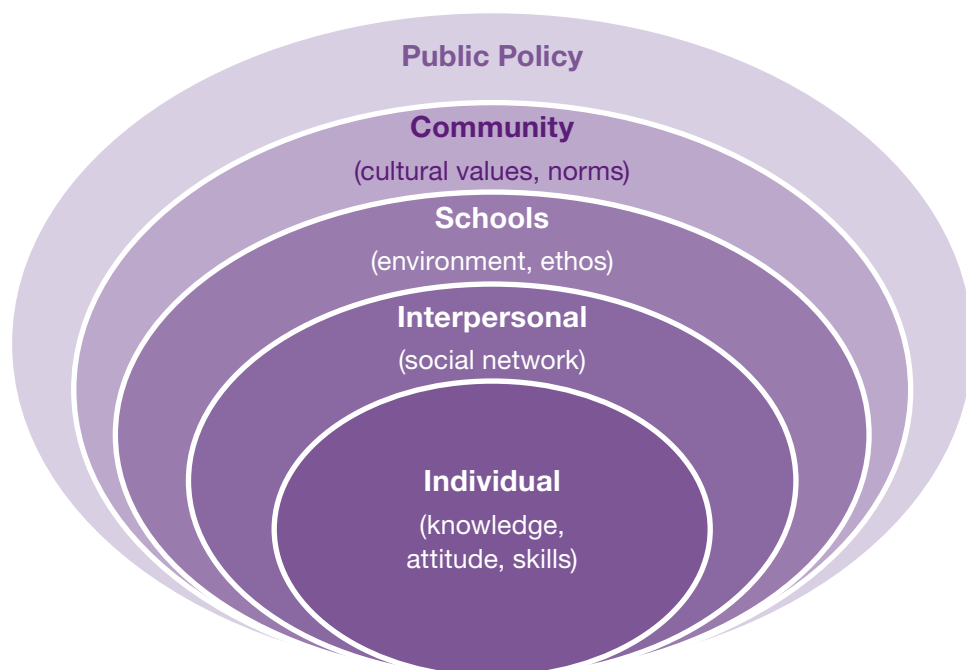 Public Policy
Community
(cultural values, norms)
Schools
(environment, ethos)
Interpersonal
(social network)
Individual
(knowledge,
attitude, skills)